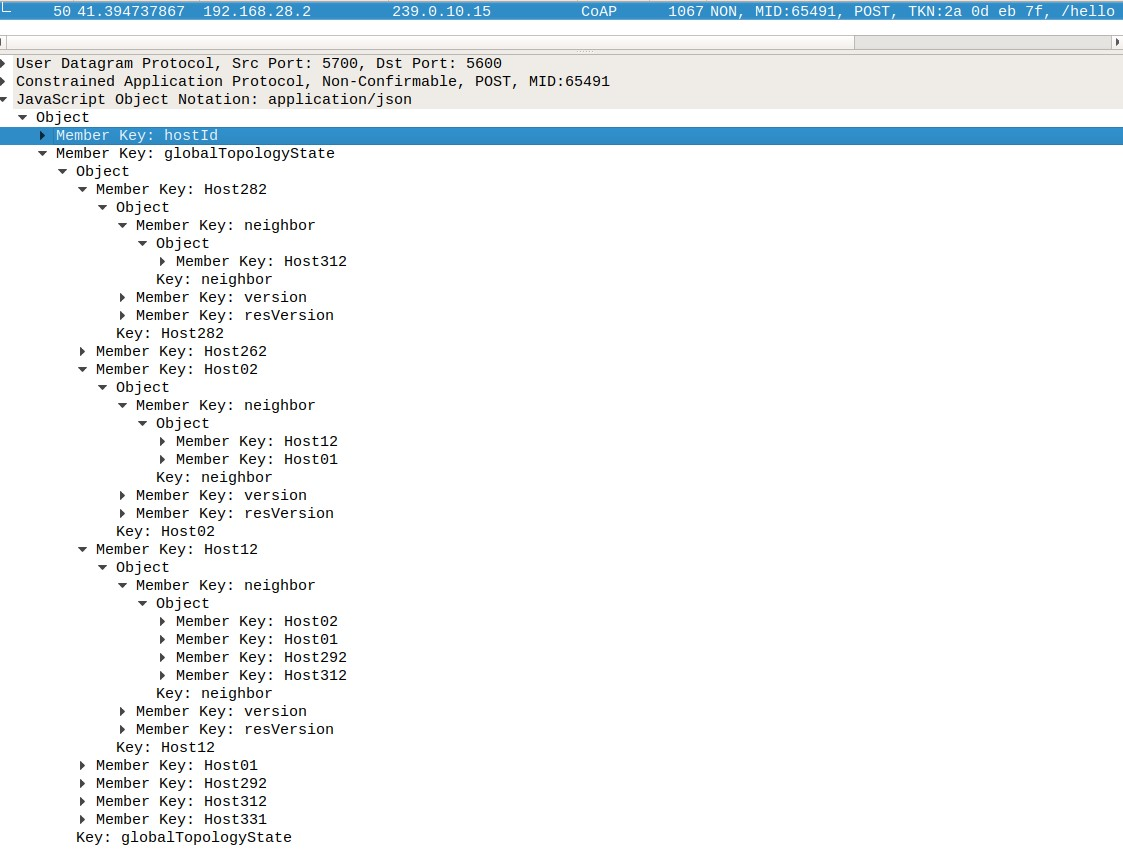 50 41.394737867 192.168.28.2 239.0.10.15 CoAP 1067 NON, MID:65491, POST, TKN:2a 0d eb 7f, /hello
User Datagram Protocol, Src Port: 5700, Dst Port: 5600
Constrained Application Protocol, Non-Confirmable, POST, MID:65491
JavaScript Object Notation: application/json
Object
Member Key: hostId
Member Key: globalTopologyState
Object
Member Key: Host282
Object
Member Key: neighbor
Object
Member Key: Host312
Key: neighbor
Member Key: version
Member Key: resVersion
Key: Host282
Member Key: Host262
Member Key: Host02
Object
Member Key: neighbor
Object
Member Key: Host12
Member Key: Host01
Key: neighbor
Member Key: version
Member Key: resVersion
Key: Host02
Member Key: Host12
Object
Member Key: neighbor
Object
Member Key: Host02
Member Key: Host01
Member Key: Host292
Member Key: Host312
Key: neighbor
Member Key: version
Member Key: resVersion
Key: Host12
Member Key: Host01
Member Key: Host292
Member Key: Host312
Member Key: Host331
Key: globalTopologyState